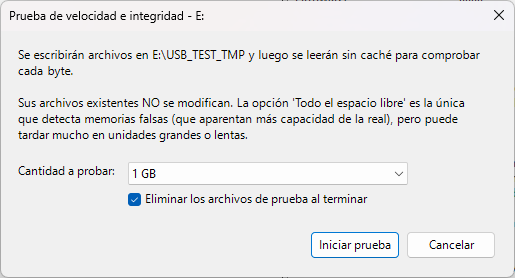 Prueba de velocidad e integridad - E:
Se escribirán archivos en E:\USB_TEST_TMP y luego se leerán sin caché para comprobar
cada byte.
Sus archivos existentes NO se modifican. La opción 'Todo el espacio libre' es la única
que detecta memorias falsas (que aparentan más capacidad de la real), pero puede
tardar mucho en unidades grandes o lentas.
Cantidad a probar: 1 GB
Eliminar los archivos de prueba al terminar
Iniciar prueba Cancelar